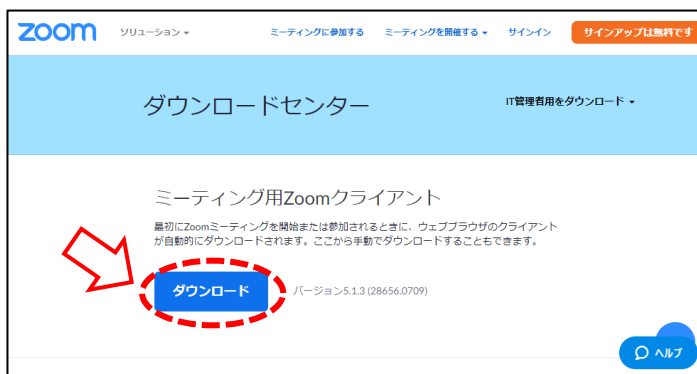 zoom ソリューション ミーティングに参加する ミーティングを開催する サインイン サインアップは無料です
ダウンロードセンター IT管理者用をダウンロード
ミーティング用Zoomクライアント
最初にZoomミーティングを開始または参加されるときに、ウェブブラウザのクライアント
が自動的にダウンロードされます。ここから手動でダウンロードすることもできます。
ダウンロード バージョン5.1.3 (28656.0709)
ヘルプ